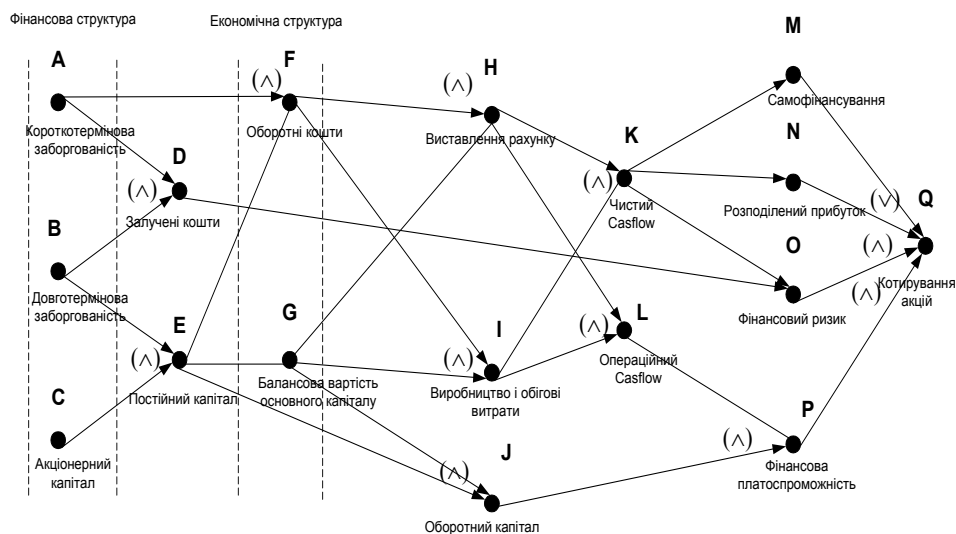 Фінансова структура
Економічна структура
A
Короткотермінова
заборгованість
B
Довготермінова
заборгованість
C
Акціонерний
капітал
D
(∧)
Залучені кошти
E
(∧)
Постійний капітал
F
(∧)
Оборотні кошти
G
Балансова вартість
основного капіталу
H
(∧)
Виставлення рахунку
I
(∧)
Виробництво і обігові
витрати
J
(∧)
Оборотний капітал
K
(∧)
Чистий
Casflow
L
(∧)
Операційний
Casflow
M
Самофінансування
N
Розподілений прибуток
O
Фінансовий ризик
P
(∧)
Фінансова
платоспроможність
Q
(∨)
(∧)
(∧)
Котирування
акцій